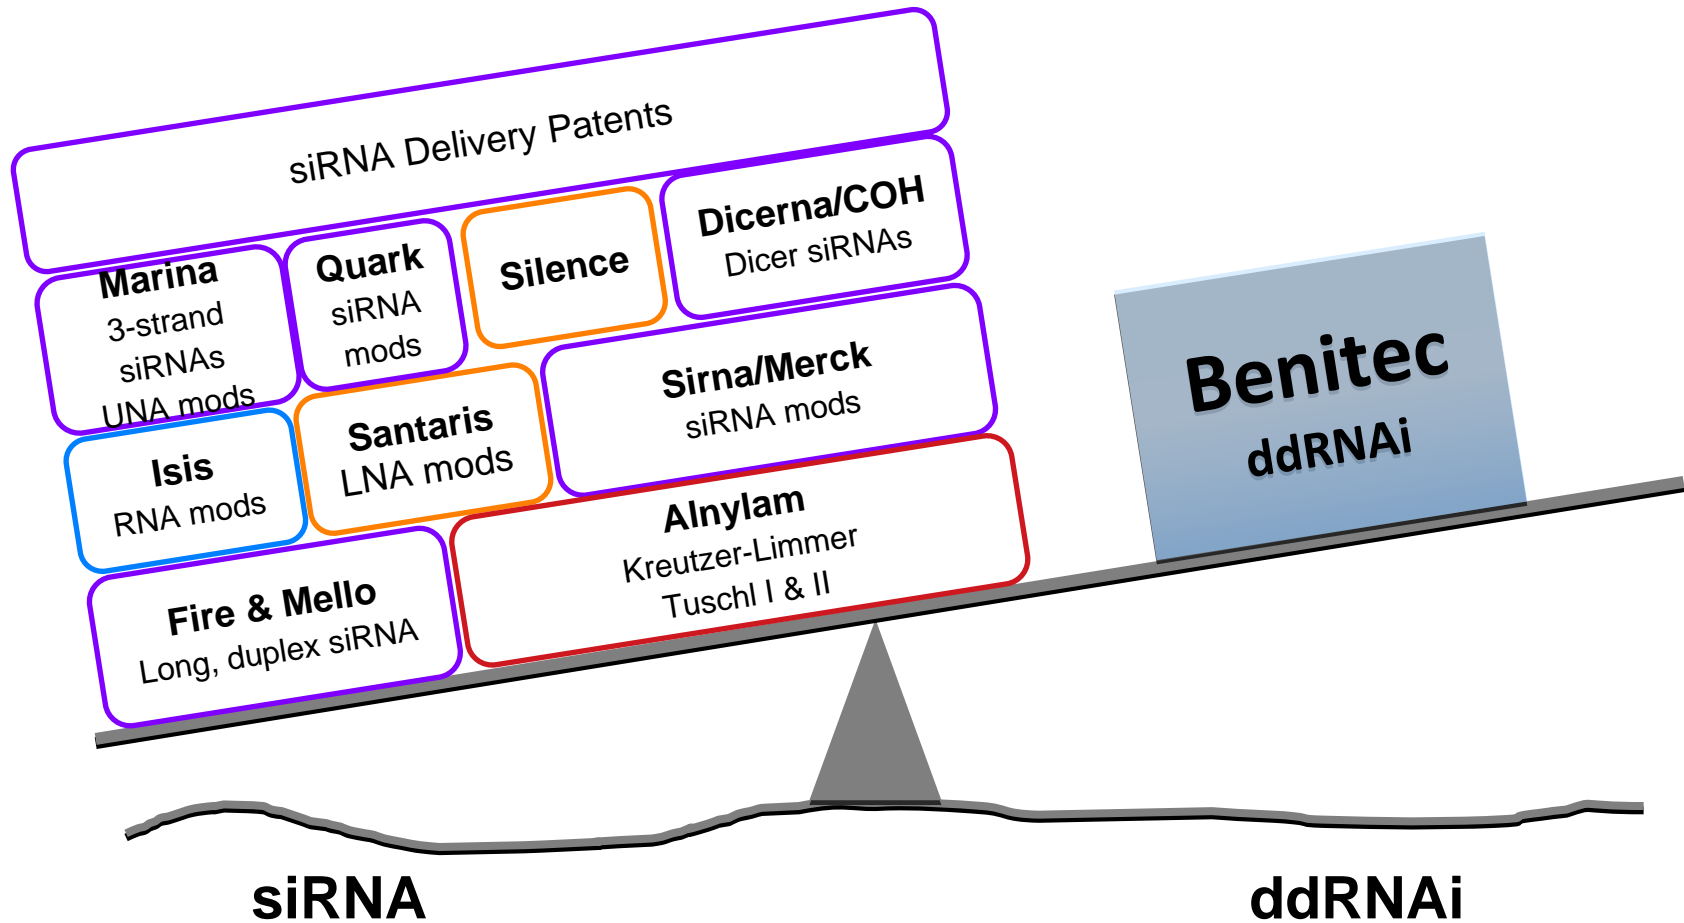 siRNA Delivery Patents
Marina
3-strand
siRNAs
UNA mods
Quark
siRNA
mods
Silence
Dicerna/COH
Dicer siRNAs
Isis
RNA mods
Santaris
LNA mods
Sirna/Merck
siRNA mods
Fire & Mello
Long, duplex siRNA
Alnylam
Kreutzer-Limmer
Tuschl I & II
Benitec
ddRNAi
siRNA
ddRNAi